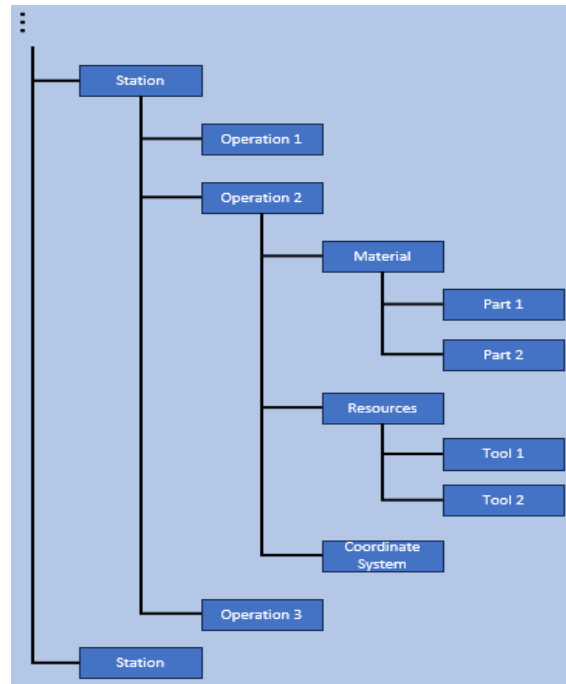 Station
Operation 1
Operation 2
Material
Part 1
Part 2
Resources
Tool 1
Tool 2
Coordinate
System
Operation 3
Station